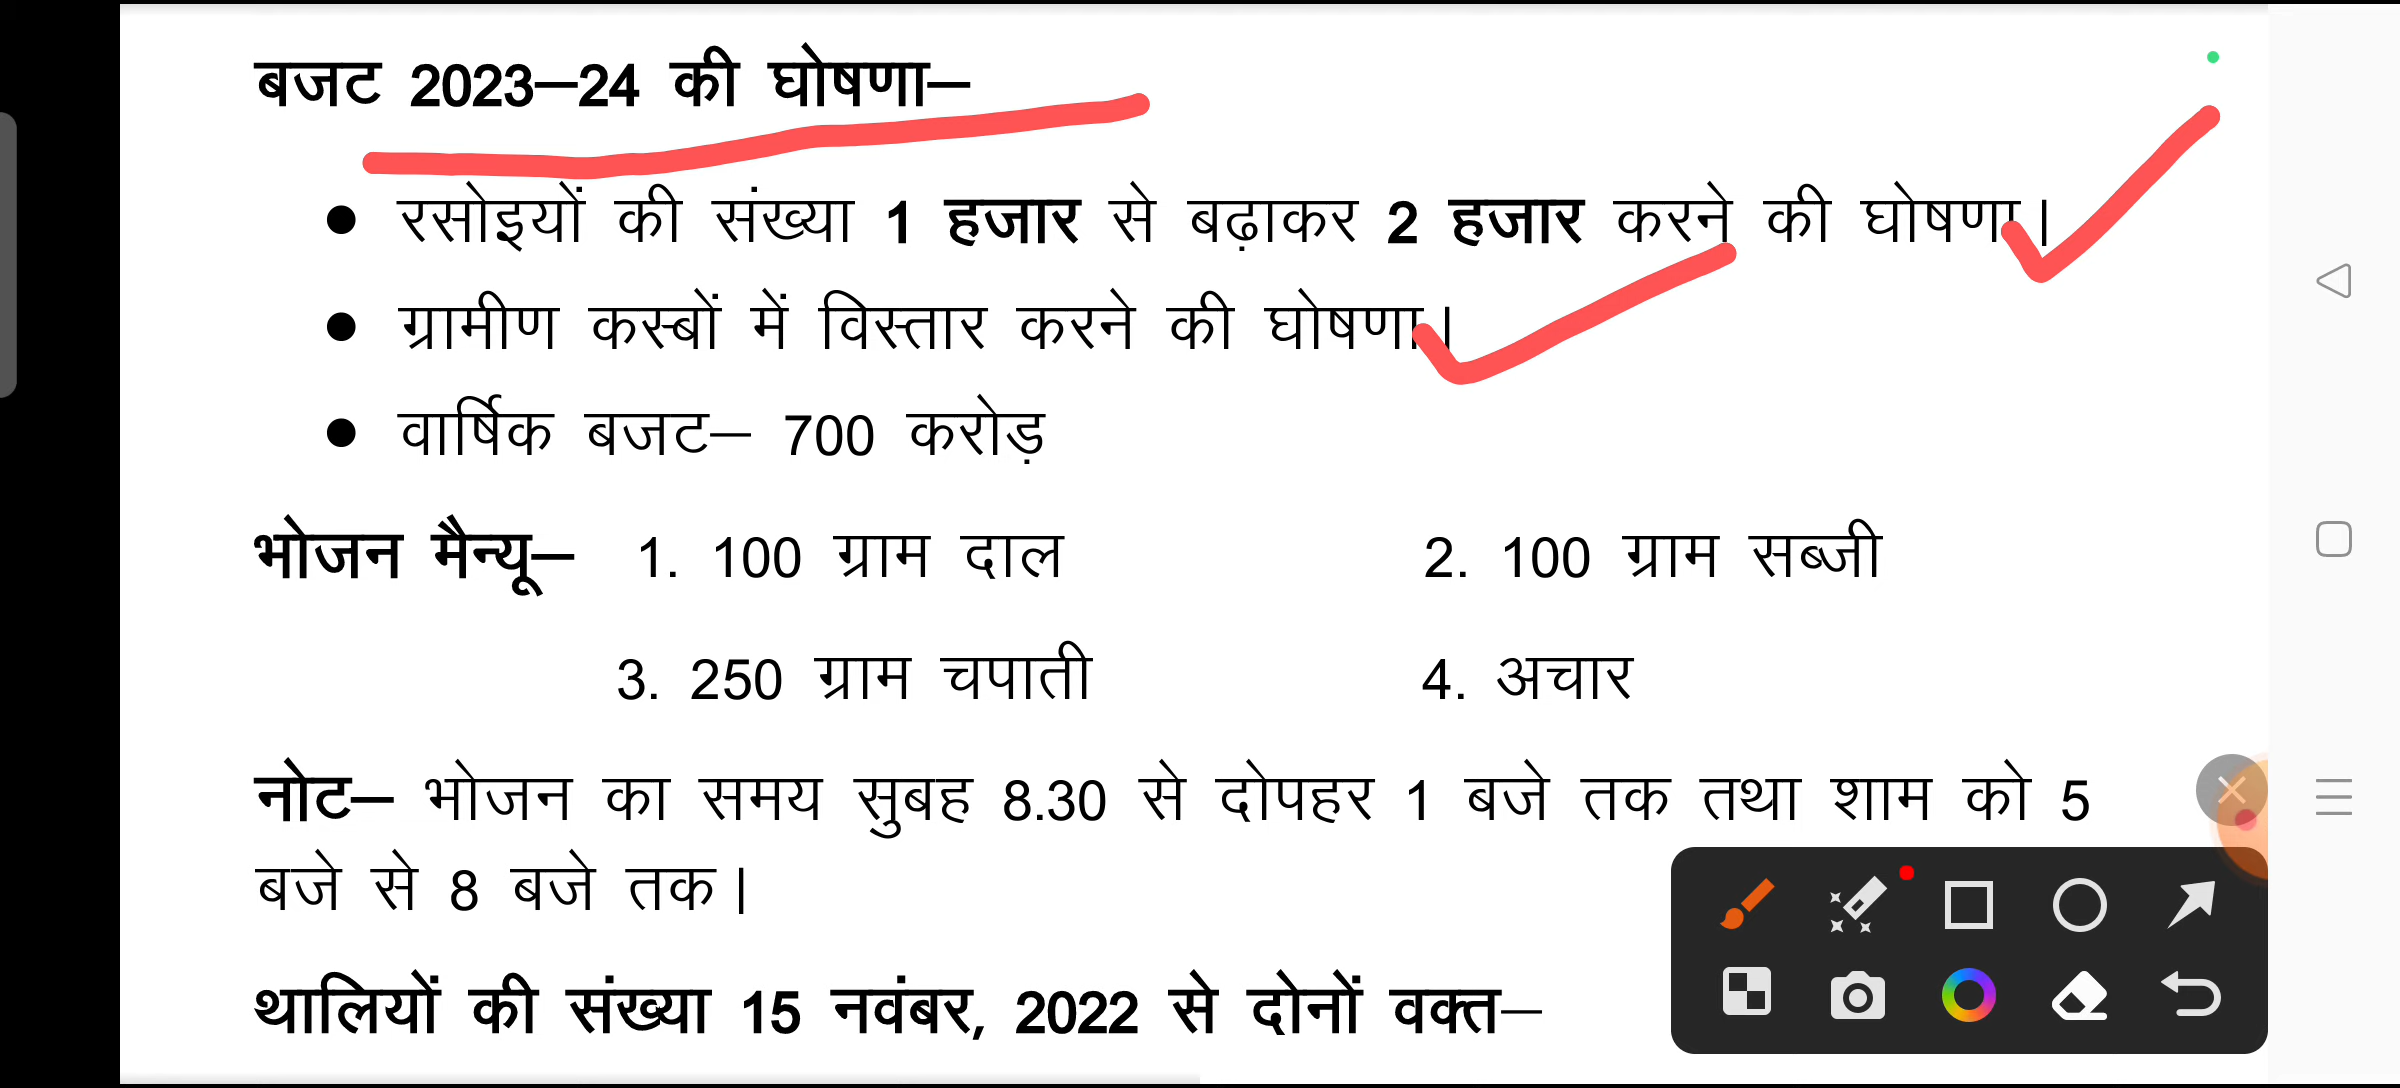 बजट 2023–24 की घोषणा–
● रसोइयों की संख्या 1 हजार से बढ़ाकर 2 हजार करने की घोषणा।
● ग्रामीण कस्बों में विस्तार करने की घोषणा।
● वार्षिक बजट– 700 करोड़
भोजन मैन्यू– 1. 100 ग्राम दाल 2. 100 ग्राम सब्जी
3. 250 ग्राम चपाती 4. अचार
नोट– भोजन का समय सुबह 8.30 से दोपहर 1 बजे तक तथा शाम को 5
बजे से 8 बजे तक।
थालियों की संख्या 15 नवंबर, 2022 से दोनों वक्त–